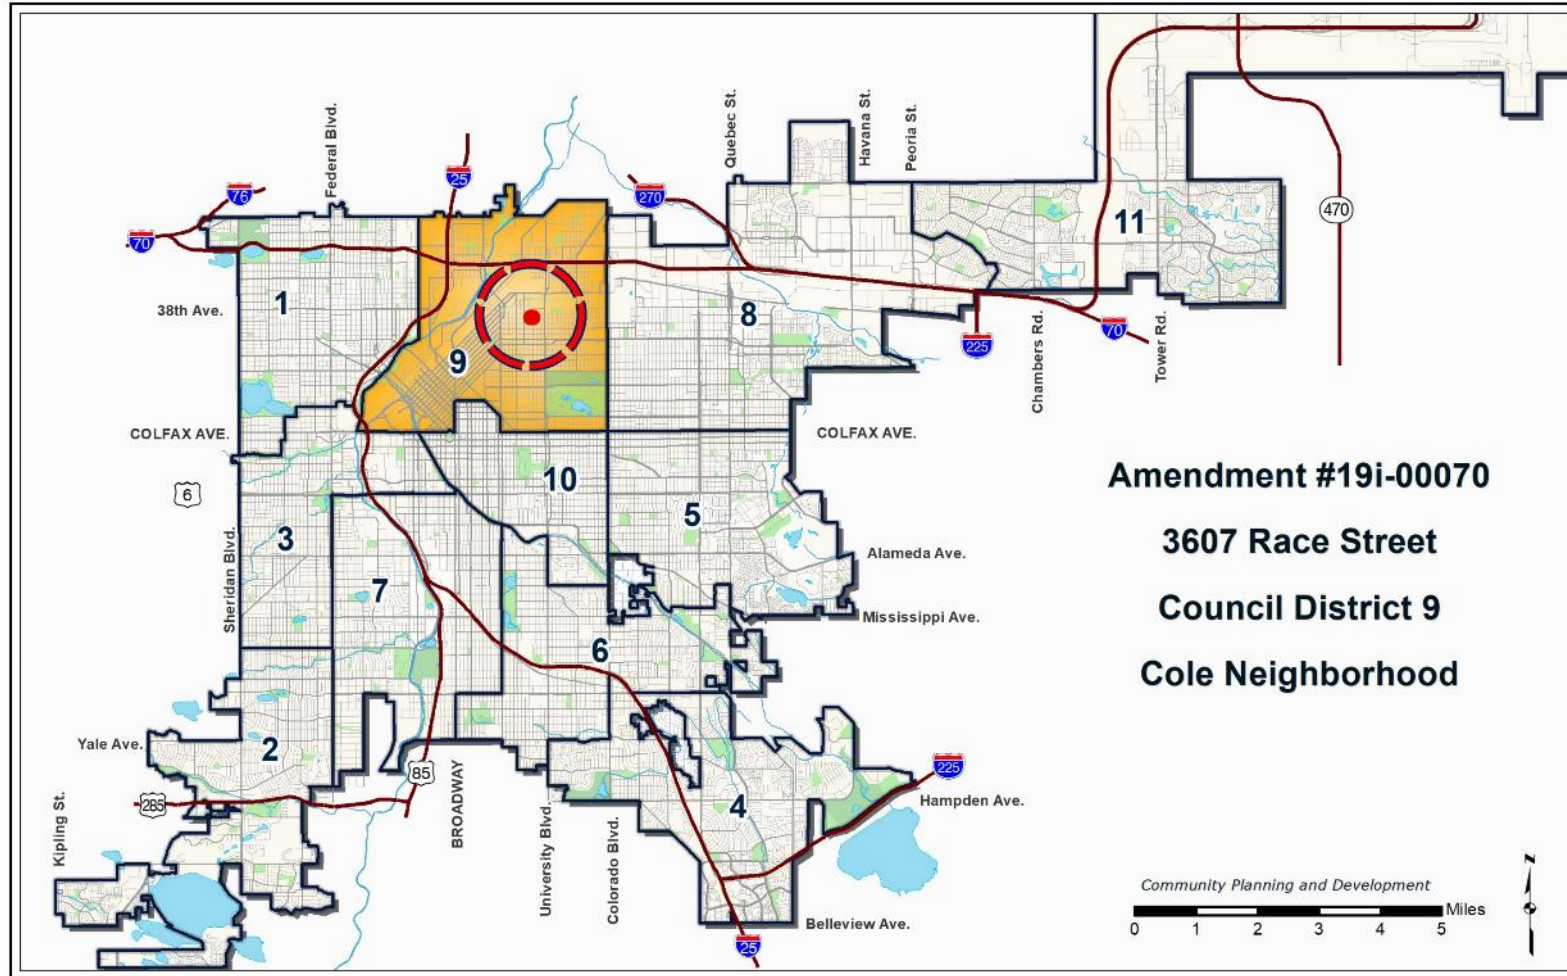 Federal Blvd.
Quebec St.
Havana St.
Peoria St.
76
25
270
70
470
11
38th Ave.
1
8
9
225
70
Chambers Rd.
Tower Rd.
COLFAX AVE.
COLFAX AVE.
6
10
5
3
Sheridan Blvd.
7
Alameda Ave.
Mississippi Ave.
6
Yale Ave.
2
85
BROADWAY
225
285
Hampden Ave.
4
Kipling St.
University Blvd.
Colorado Blvd.
Belleview Ave.
25
Amendment #19i-00070
3607 Race Street
Council District 9
Cole Neighborhood
Community Planning and Development
Miles
0 1 2 3 4 5
N